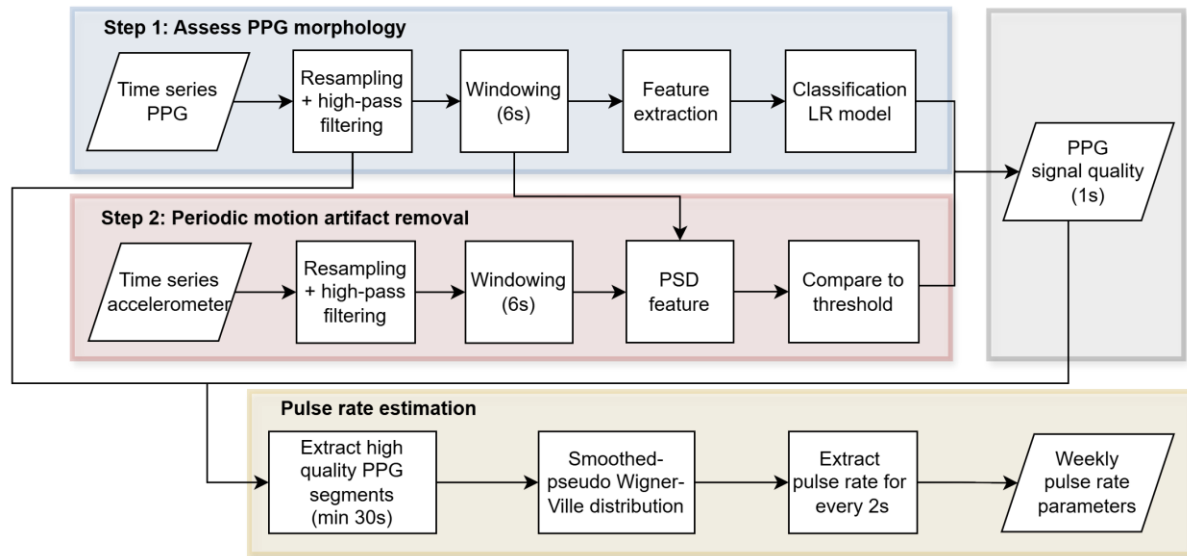 Step 1: Assess PPG morphology
Time series
PPG
Resampling
+ high-pass
filtering
Windowing
(6s)
Feature
extraction
Classification
LR model
PPG
signal quality
(1s)
Step 2: Periodic motion artifact removal
Time series
accelerometer
Resampling
+ high-pass
filtering
Windowing
(6s)
PSD
feature
Compare to
threshold
Pulse rate estimation
Extract high
quality PPG
segments
(min 30s)
Smoothed-
pseudo Wigner-
Ville distribution
Extract
pulse rate for
every 2s
Weekly
pulse rate
parameters